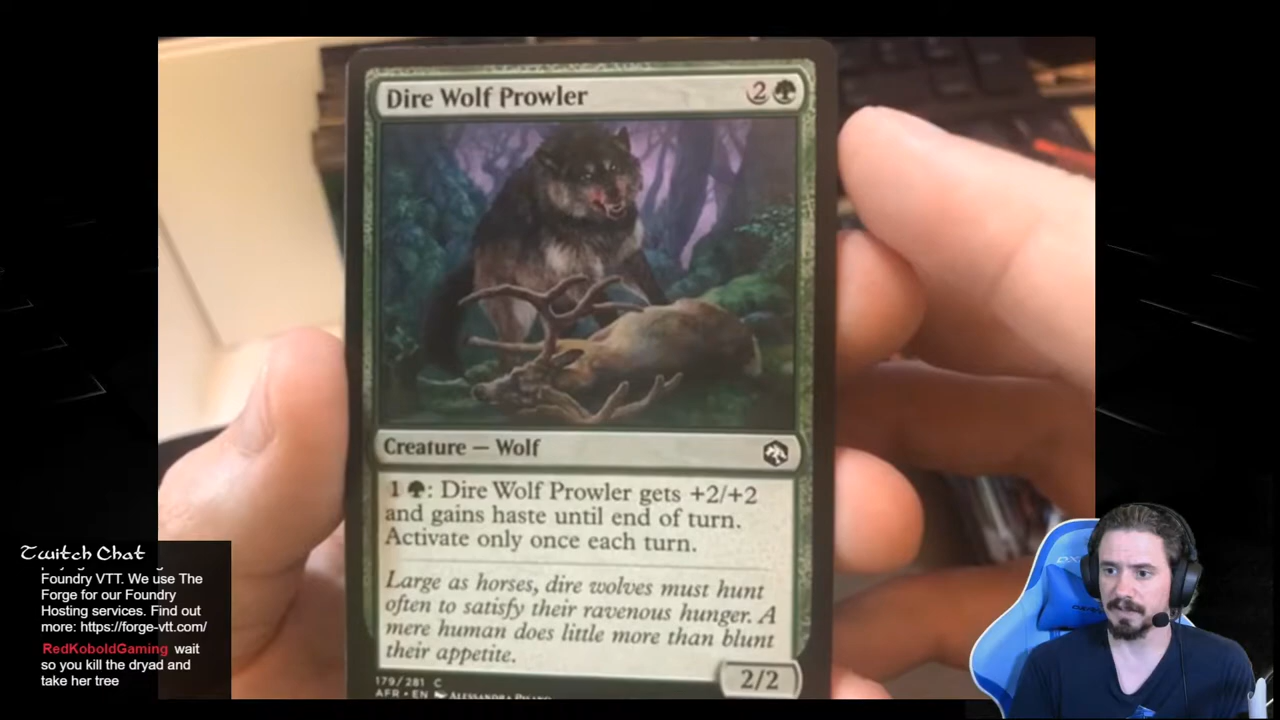 Dire Wolf Prowler 2
Creature — Wolf
1 : Dire Wolf Prowler gets +2/+2
and gains haste until end of turn.
Activate only once each turn.
Large as horses, dire wolves must hunt
often to satisfy their ravenous hunger. A
mere human does little more than blunt
their appetite.
2/2
179/281 C
AFR • EN ALESSANDRA
Twitch Chat
Foundry VTT. We use The
Forge for our Foundry
Hosting services. Find out
more: https://forge-vtt.com/
RedKoboldGaming wait
so you kill the dryad and
take her tree